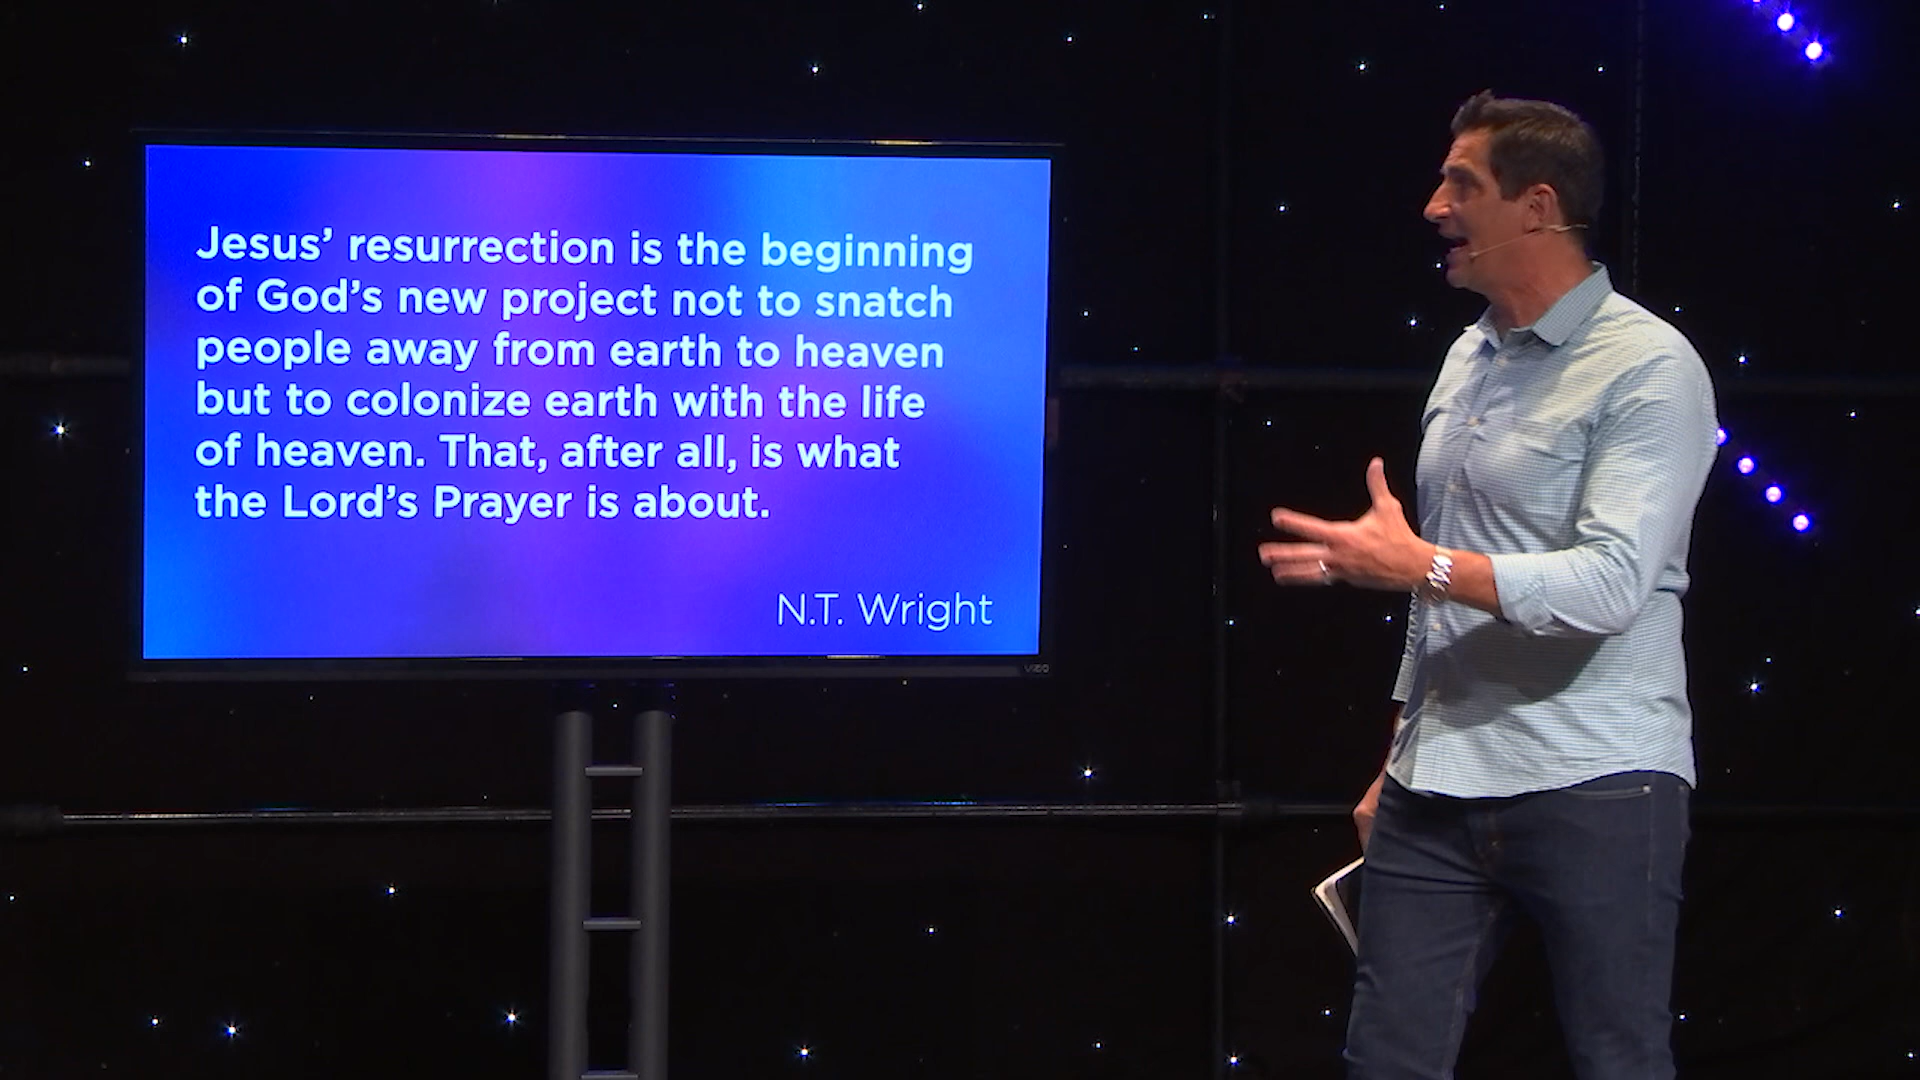 Jesus’ resurrection is the beginning
of God’s new project not to snatch
people away from earth to heaven
but to colonize earth with the life
of heaven. That, after all, is what
the Lord’s Prayer is about.
N.T. Wright
VIZIO